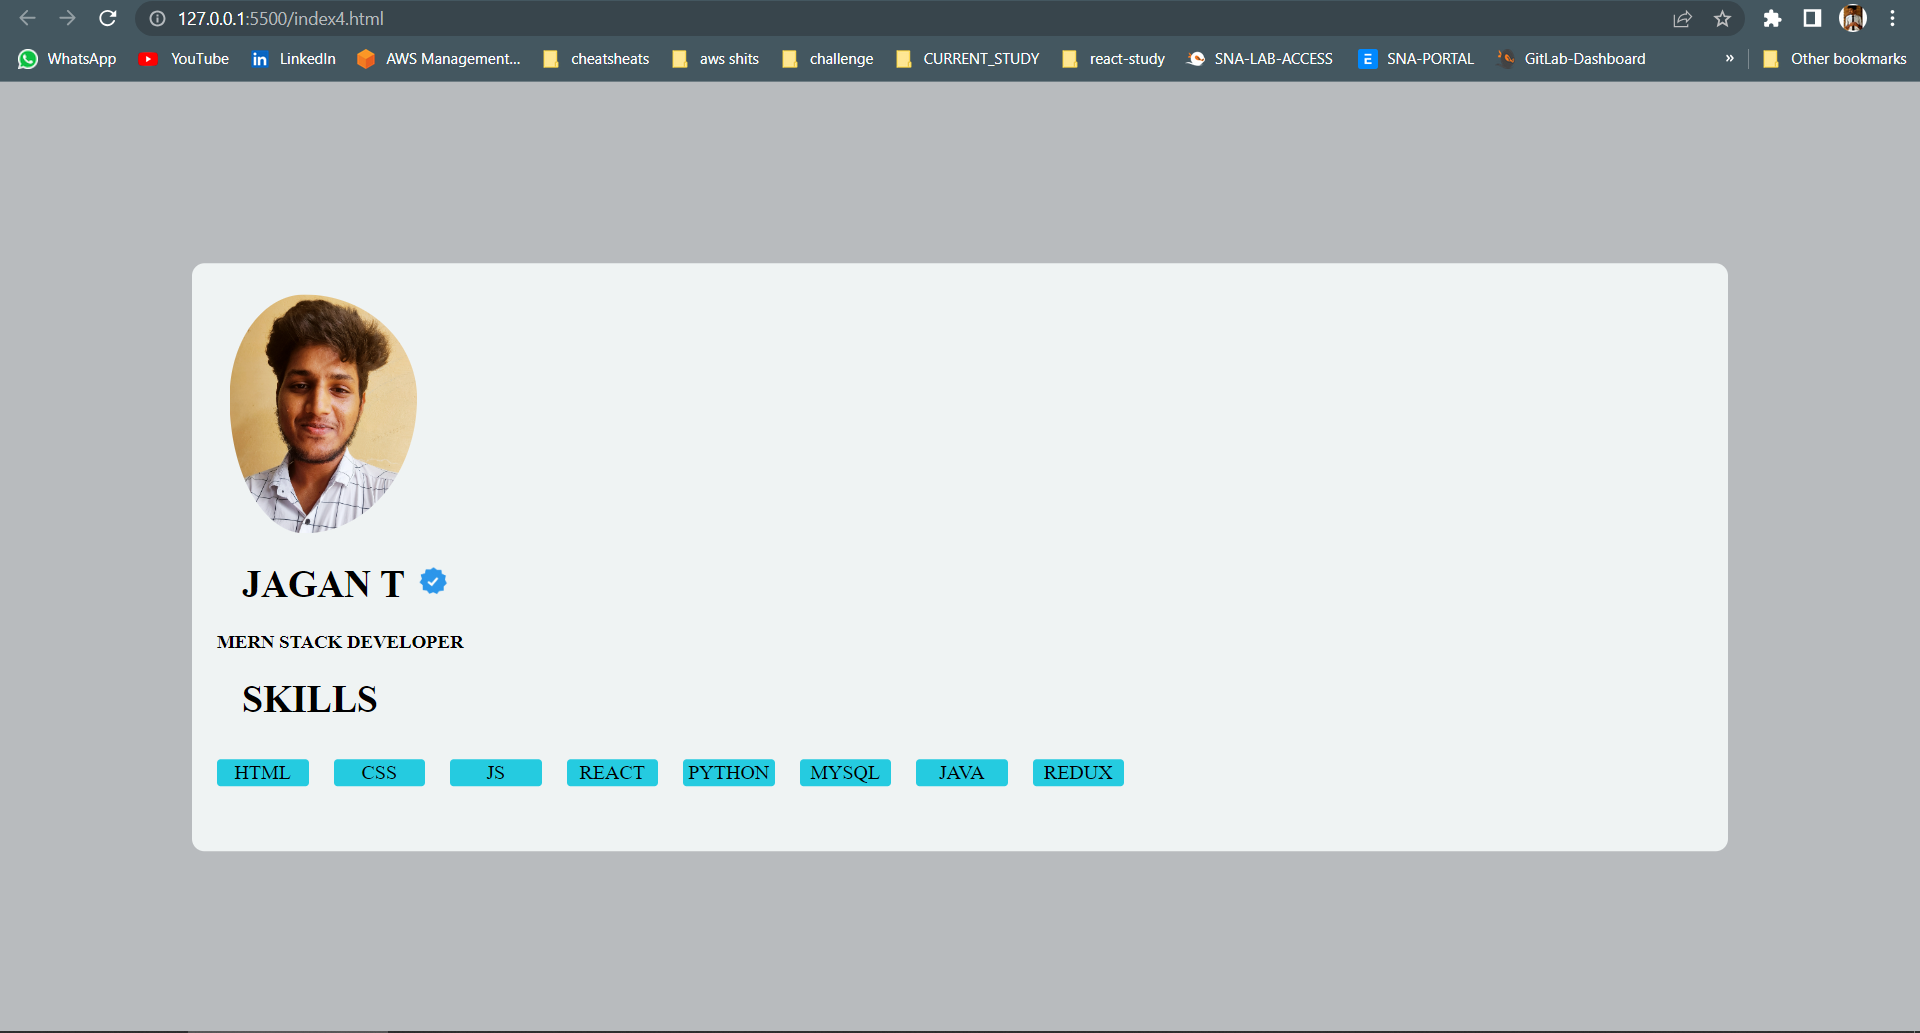 127.0.0.1:5500/index4.html
WhatsApp YouTube LinkedIn AWS Management... cheatsheats aws shits challenge CURRENT_STUDY react-study SNA-LAB-ACCESS E SNA-PORTAL GitLab-Dashboard » Other bookmarks
JAGAN T
MERN STACK DEVELOPER
SKILLS
HTML CSS JS REACT PYTHON MYSQL JAVA REDUX